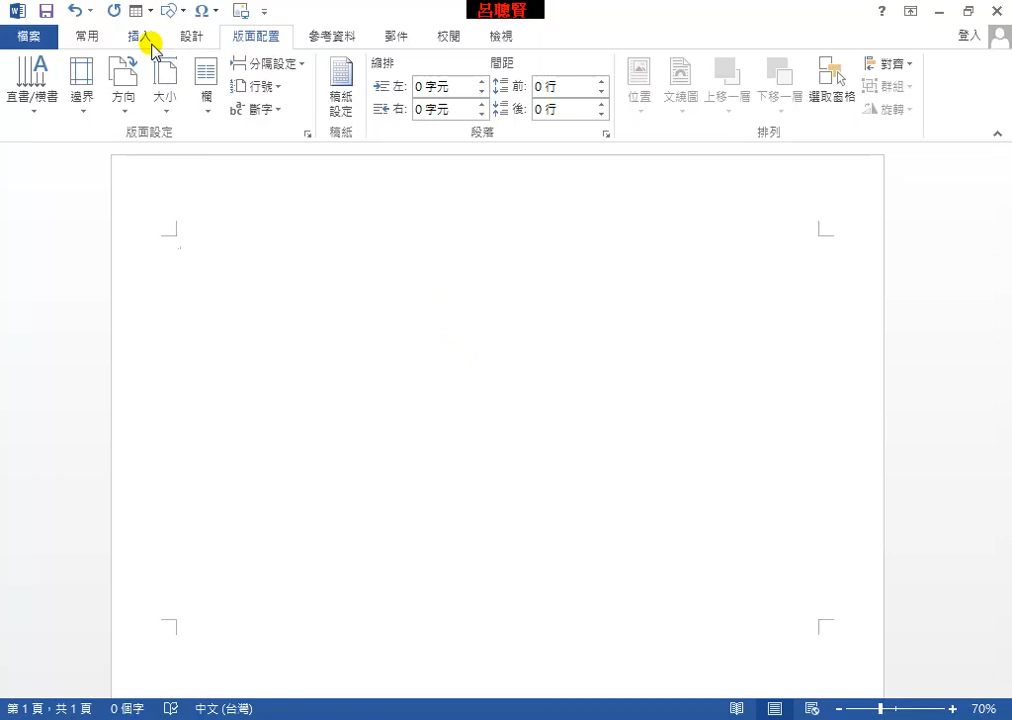 呂聰賢
檔案 常用 插入 設計 版面配置 參考資料 郵件 校閱 檢視 登入
直書/橫書 邊界 方向 大小 欄 分隔設定 行號 斷字
版面設定
稿紙設定
稿紙
縮排 間距
左: 0 字元 前: 0 行
右: 0 字元 後: 0 行
段落
位置 文繞圖 上移一層 下移一層 選取窗格 對齊 群組 旋轉
排列
第 1 頁，共 1 頁 0 個字 中文 (台灣) 70%